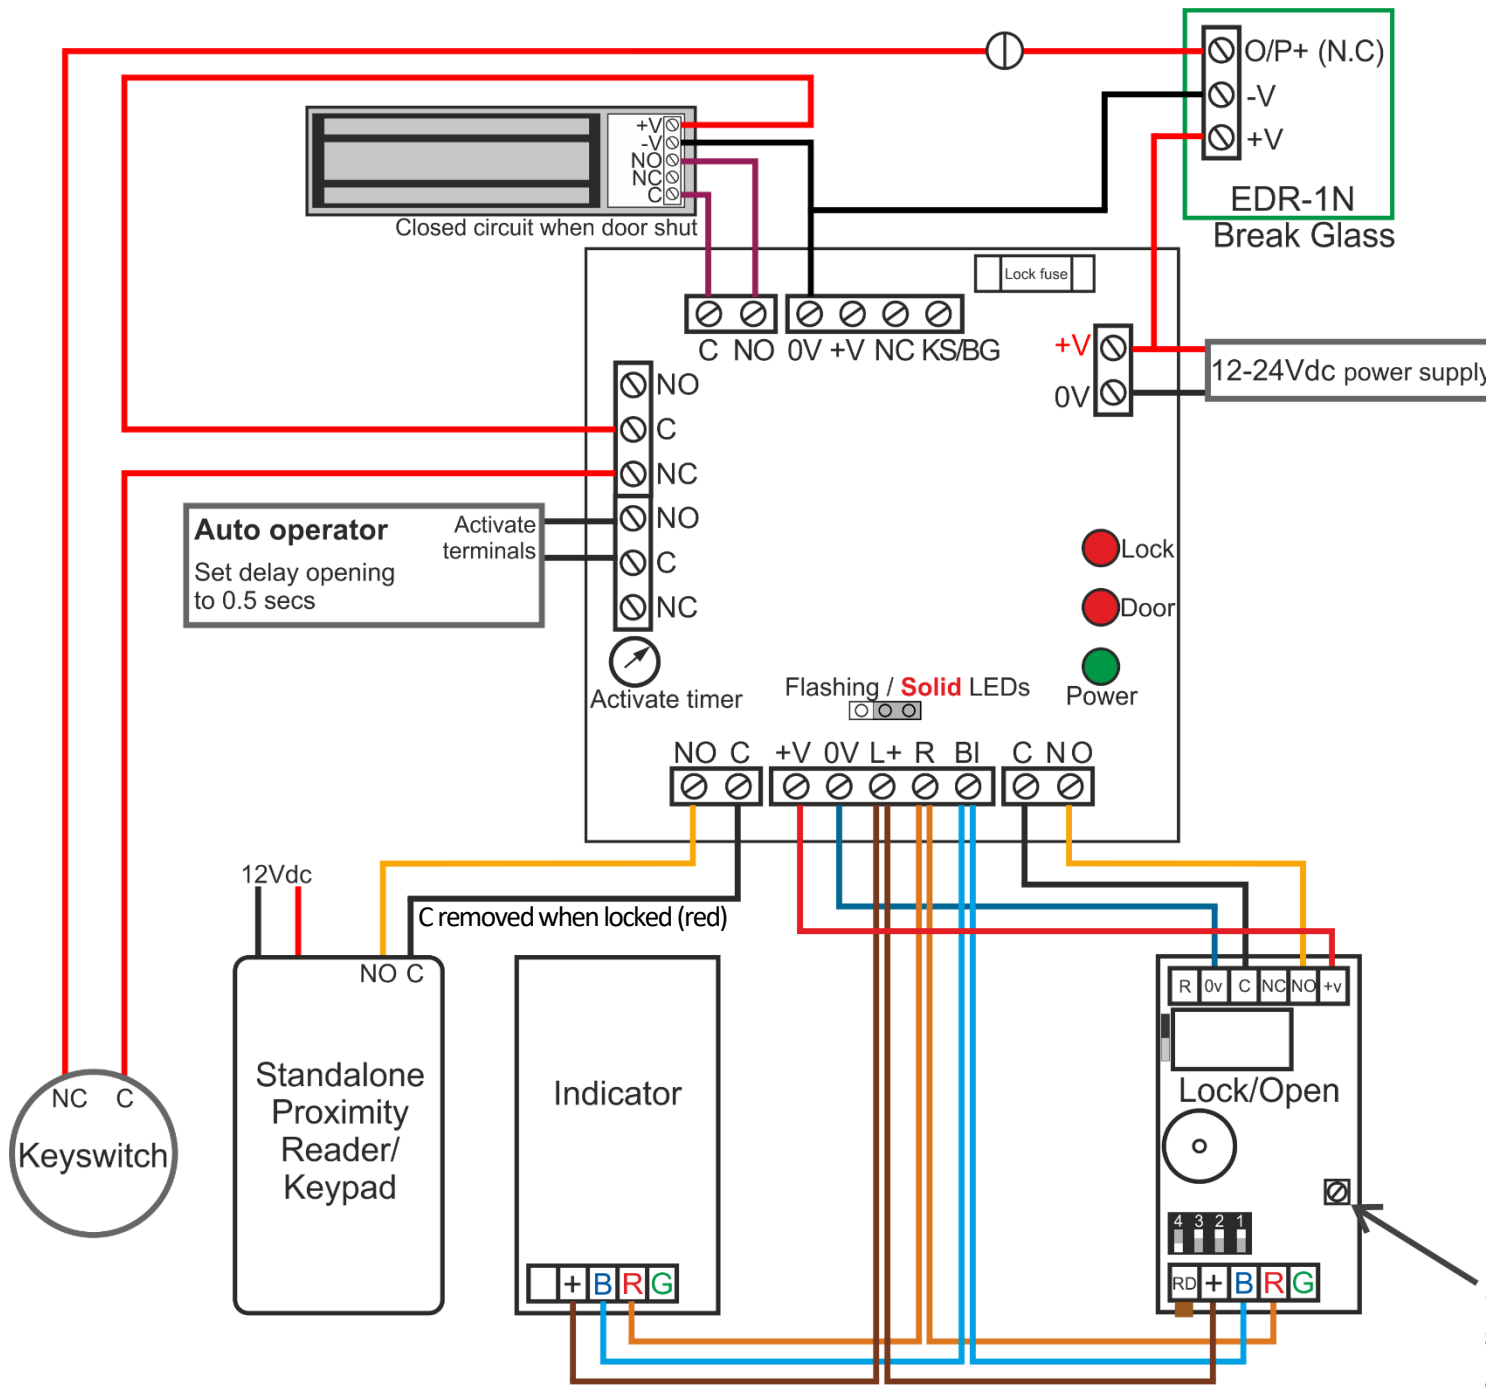 O/P+ (N.C)
-V
+V
EDR-1N
Break Glass
+V
-V
NO
NC
C
Closed circuit when door shut
Lock fuse
C NO 0V +V NC KS/BG
+V
0V
12-24Vdc power supply
NO
C
NC
NO
C
NC
Auto operator
Activate
terminals
Set delay opening
to 0.5 secs
Activate timer
Lock
Door
Power
Flashing / Solid LEDs
NO C +V 0V L+ R Bl C NO
12Vdc
C removed when locked (red)
NO C
Standalone
Proximity
Reader/
Keypad
NC C
Keyswitch
Indicator
+ B R G
R 0v C NC NO +v
Lock/Open
4 3 2 1
RD + B R G